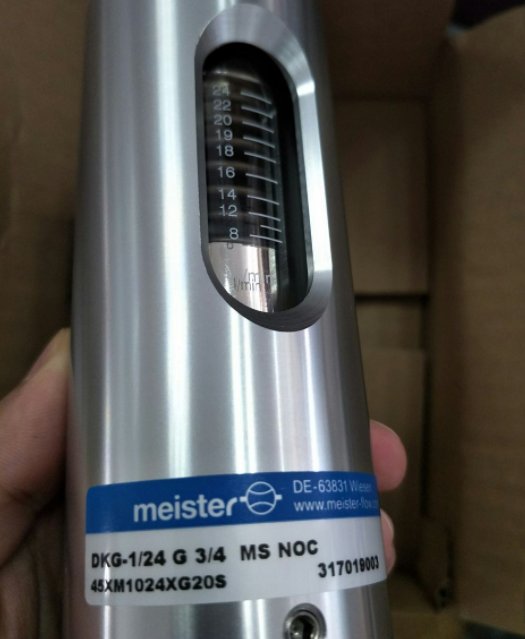 24
22
20
19
18
16
14
12
8
l/min
meister
DE-63831 Wiesen
www.meister-flow.com
DKG-1/24 G 3/4 MS NOC
45XM1024XG20S
317019003